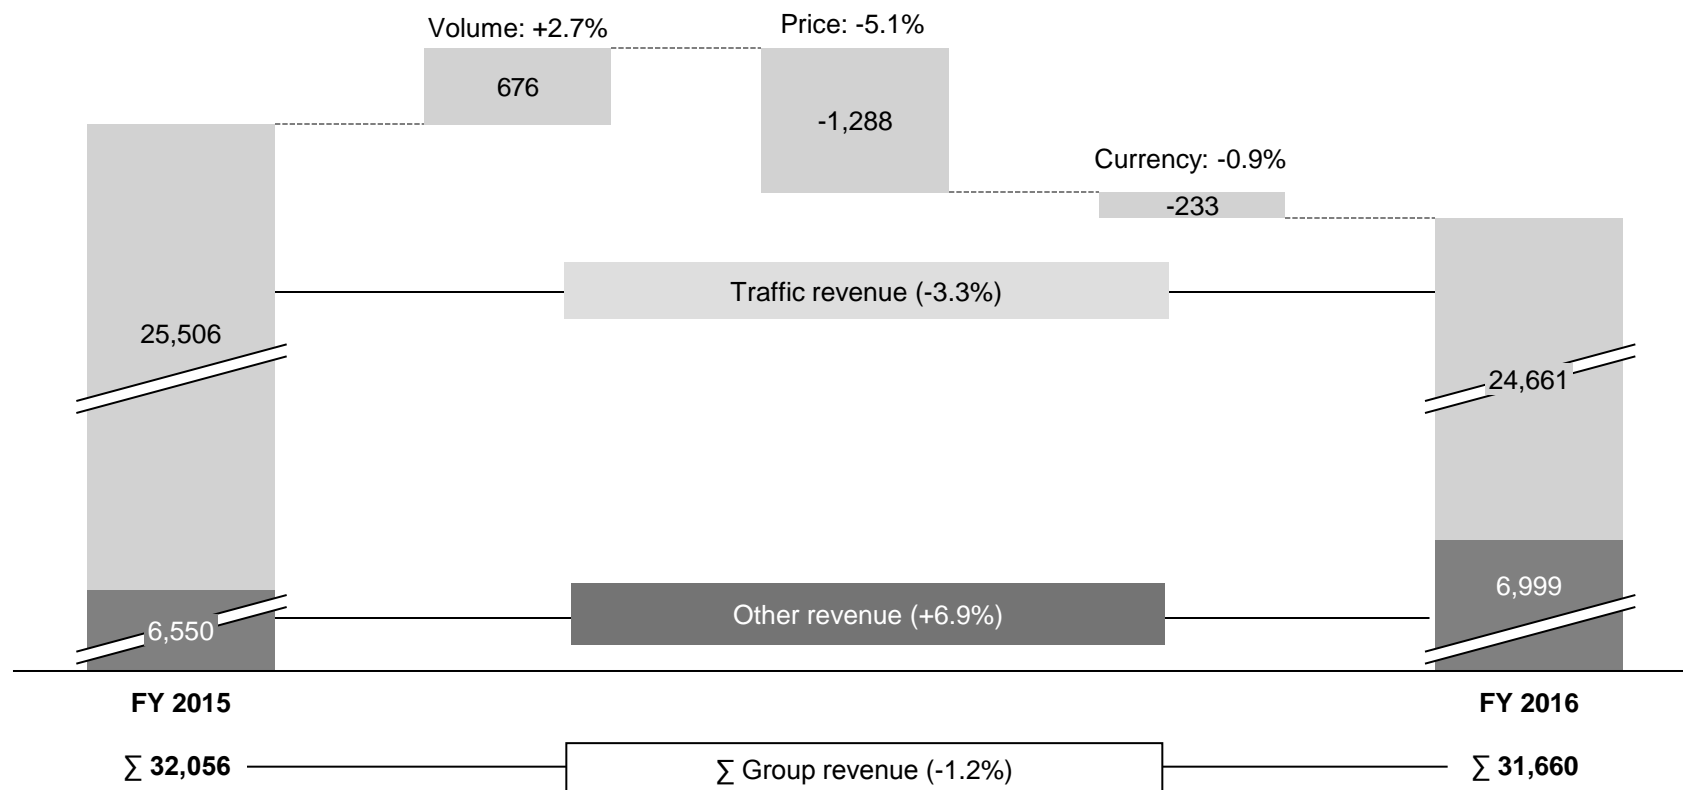 Volume: +2.7%
Price: -5.1%
676
-1,288
Currency: -0.9%
-233
Traffic revenue (-3.3%)
25,506
24,661
6,999
Other revenue (+6.9%)
6,550
FY 2015
FY 2016
∑ 32,056
∑ Group revenue (-1.2%)
∑ 31,660